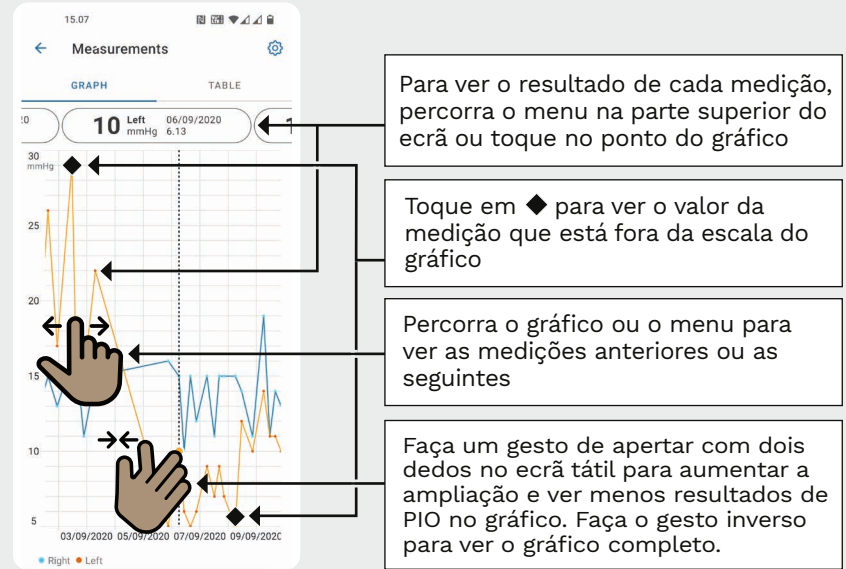 15.07
Measurements
GRAPH TABLE
10 Left mmHg 06/09/2020 6.13
30
mmHg
25
20
15
10
5
03/09/2020 05/09/2020 07/09/2020 09/09/2020
Right Left
Para ver o resultado de cada medição,
percorra o menu na parte superior do
ecrã ou toque no ponto do gráfico
Toque em ◆ para ver o valor da
medição que está fora da escala do
gráfico
Percorra o gráfico ou o menu para
ver as medições anteriores ou as
seguintes
Faça um gesto de apertar com dois
dedos no ecrã tátil para aumentar a
ampliação e ver menos resultados de
PIO no gráfico. Faça o gesto inverso
para ver o gráfico completo.